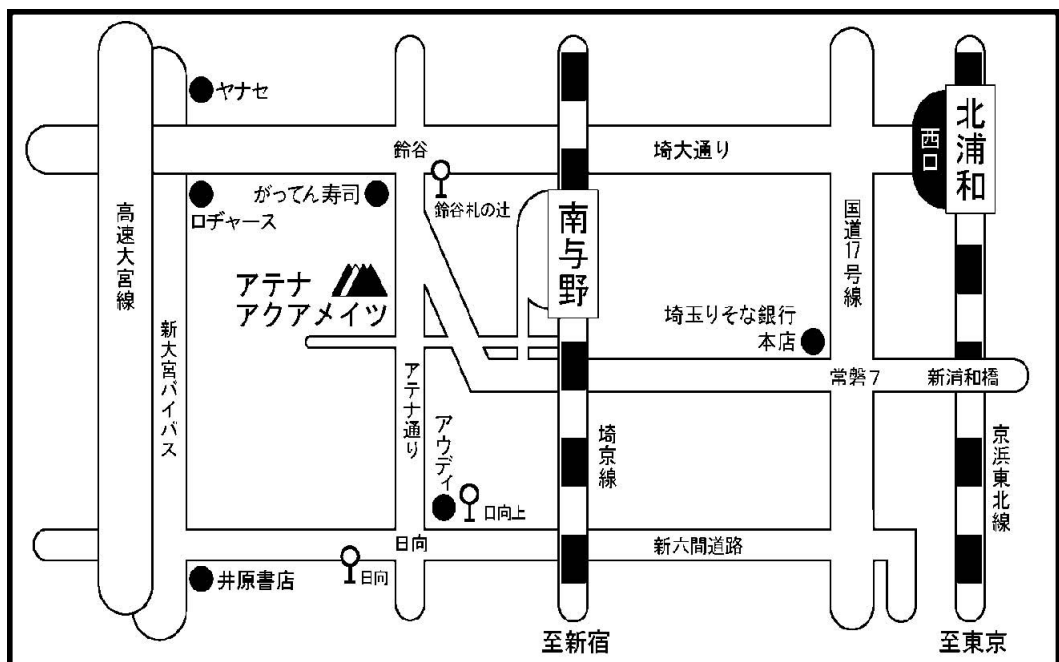 ヤナセ
北浦和
西口
鈴谷
埼大通り
がってん寿司
鈴谷札の辻
ロヂャース
南与野
高速大宮線
国道17号線
アテナ
アクアメイツ
埼玉りそな銀行
本店
新大宮バイパス
アテナ通り
常磐7
新浦和橋
アウディ
埼京線
京浜東北線
日向上
日向
新六間道路
日向
井原書店
至新宿
至東京